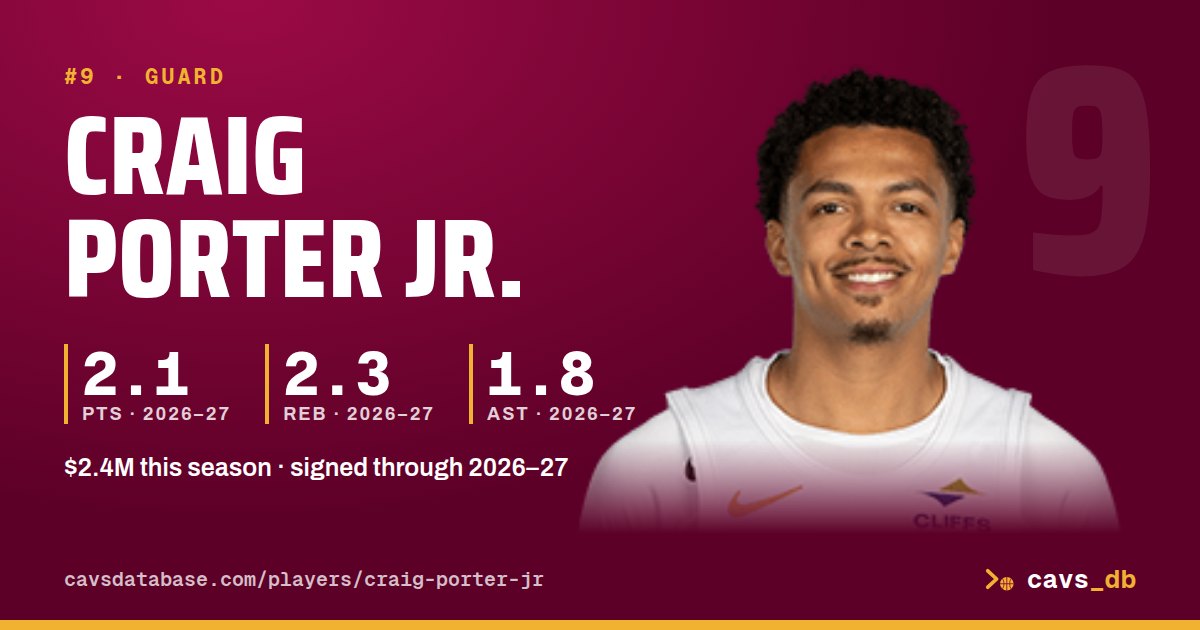 #9 · GUARD
9
CRAIG
PORTER JR.
2.1
PTS · 2026–27
2.3
REB · 2026–27
1.8
AST · 2026–27
$2.4M this season · signed through 2026–27
CLIFFS
cavsdatabase.com/players/craig-porter-jr
cavs_db